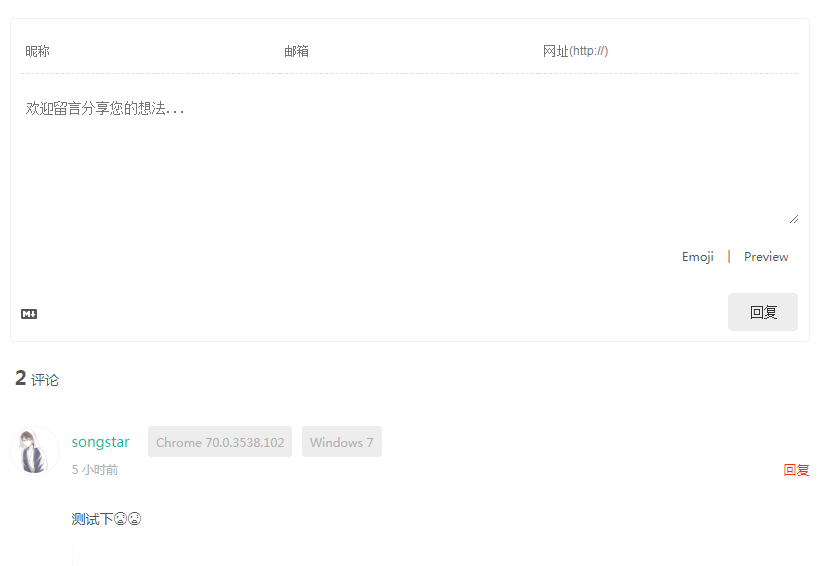 昵称 邮箱 网址(http://)
欢迎留言分享您的想法...
Emoji | Preview
M↓ 回复
2 评论
songstar Chrome 70.0.3538.102 Windows 7
5 小时前 回复
测试下😨😨